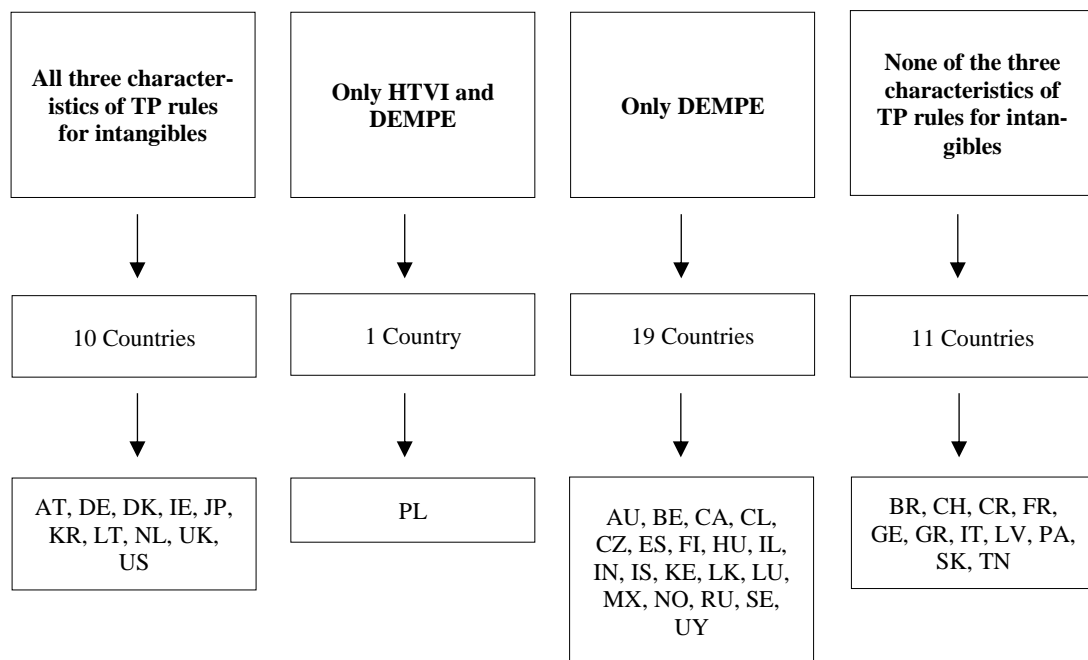 All three character-
istics of TP rules
for intangibles
Only HTVI and
DEMPE
Only DEMPE
None of the three
characteristics of
TP rules for intan-
gibles
10 Countries
1 Country
19 Countries
11 Countries
AT, DE, DK, IE, JP,
KR, LT, NL, UK,
US
PL
AU, BE, CA, CL,
CZ, ES, FI, HU, IL,
IN, IS, KE, LK, LU,
MX, NO, RU, SE,
UY
BR, CH, CR, FR,
GE, GR, IT, LV, PA,
SK, TN